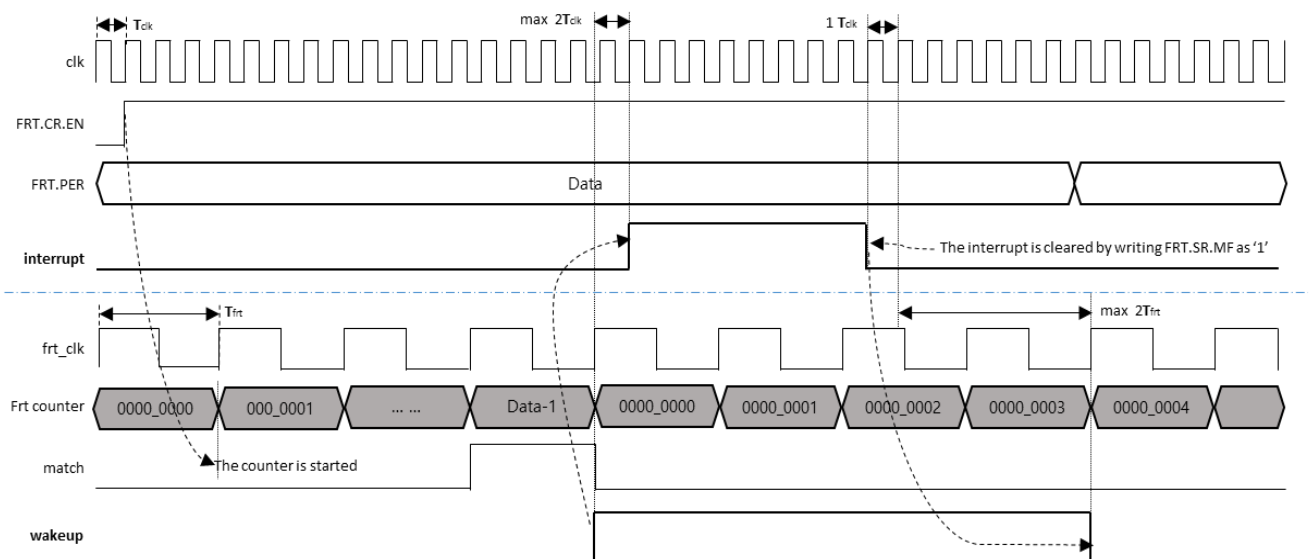 Tclk
max 2Tclk
1 Tclk
clk
FRT.CR.EN
FRT.PER
Data
interrupt
The interrupt is cleared by writing FRT.SR.MF as ‘1’
Tfrt
max 2Tfrt
frt_clk
Frt counter
0000_0000
000_0001
... ...
Data-1
0000_0000
0000_0001
0000_0002
0000_0003
0000_0004
match
The counter is started
wakeup